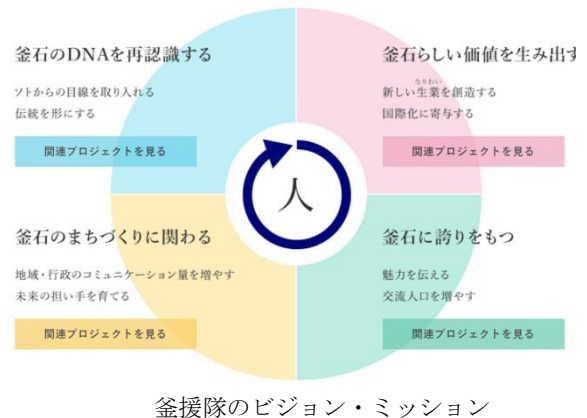 釜石のDNAを再認識する
ソトからの目線を取り入れる
伝統を形にする
関連プロジェクトを見る
釜石らしい価値を生み出す
なりわい
新しい生業を創造する
国際化に寄与する
関連プロジェクトを見る
人
釜石のまちづくりに関わる
地域・行政のコミュニケーション量を増やす
未来の担い手を育てる
関連プロジェクトを見る
釜石に誇りをもつ
魅力を伝える
交流人口を増やす
関連プロジェクトを見る
釜援隊のビジョン・ミッション